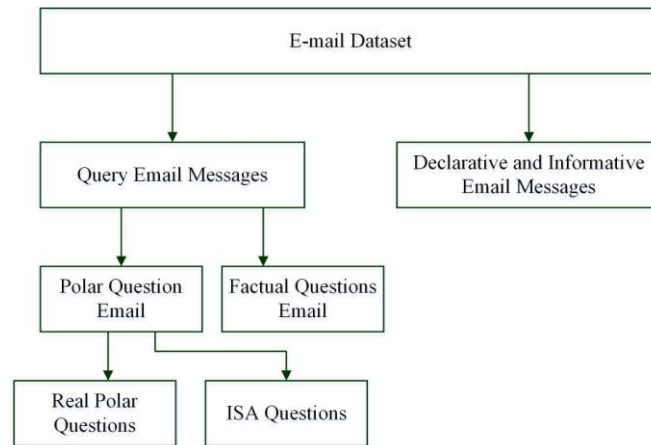 E-mail Dataset
Query Email Messages
Declarative and Informative
Email Messages
Polar Question
Email
Factual Questions
Email
Real Polar
Questions
ISA Questions